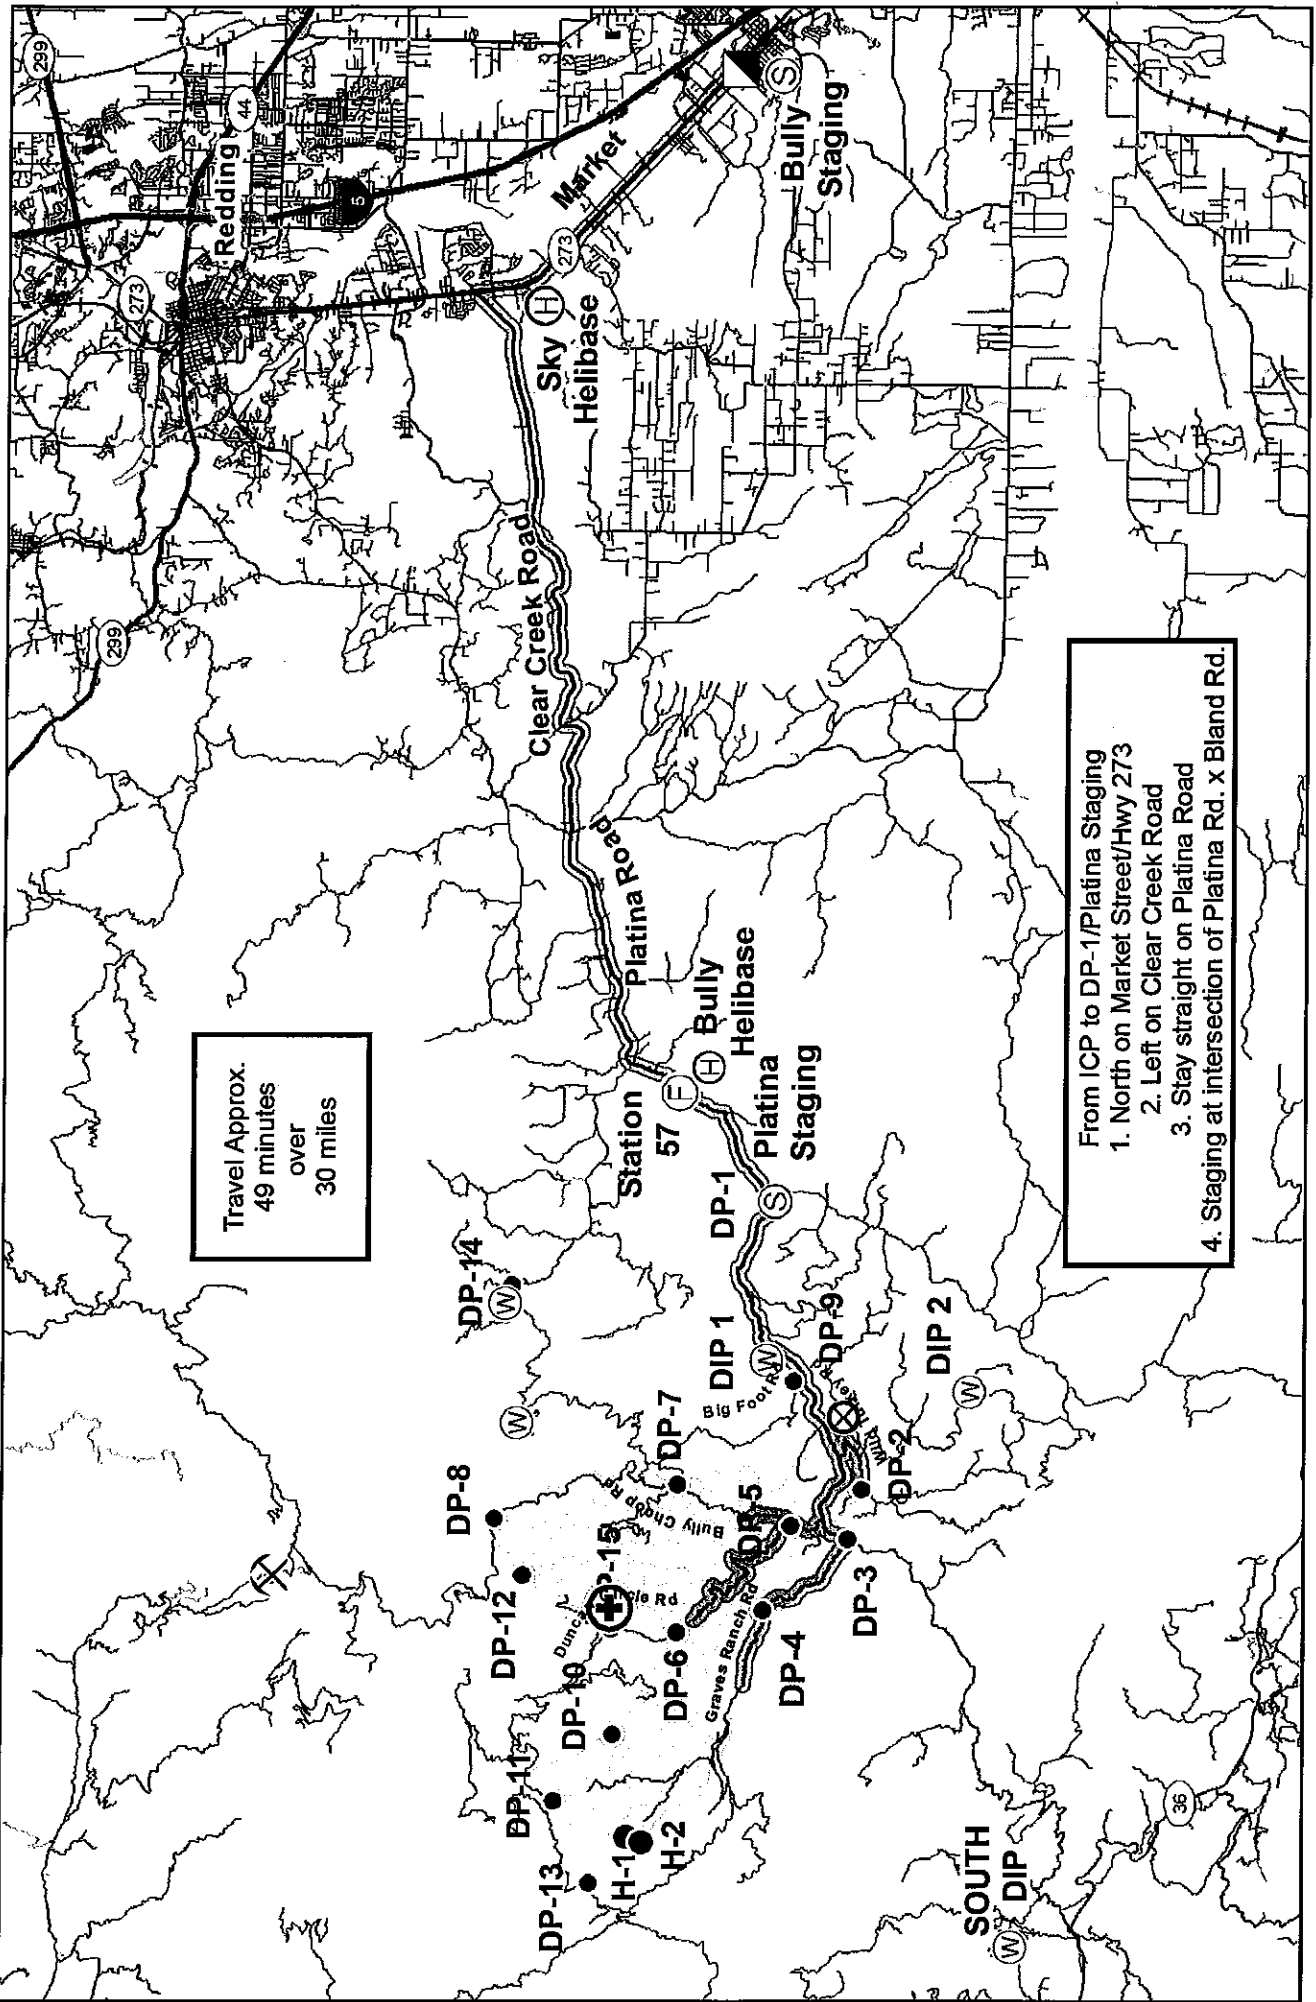 299
44
Redding
273
5
Market
S
Bully
Staging
273
H
Sky
Helibase
299
Clear Creek Road
Platina Road
Travel Approx.
49 minutes
over
30 miles
H
Bully
Helibase
F
Station
57
Platina
Staging
S
DP-1
DP-14
W
W
DIP 1
W
DP-9
Big Foot Rd
DIP 2
W
DP-2
DP-7
DP-8
Bully Choop Rd
DP-5
DP-3
DP-12
DP-4
Graves Ranch Rd
DP-6
DP-10
DP-11
H-1
H-2
DP-13
SOUTH
DIP
W
36
From ICP to DP-1/Platina Staging
1. North on Market Street/Hwy 273
2. Left on Clear Creek Road
3. Stay straight on Platina Road
4. Staging at intersection of Platina Rd. x Bland Rd.